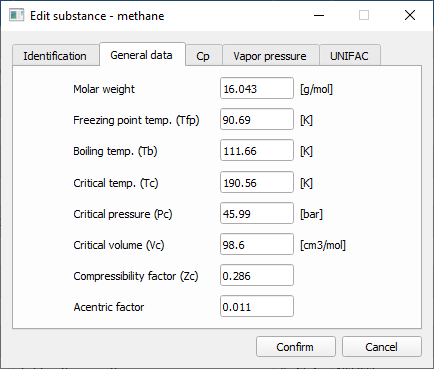 Edit substance - methane
Identification General data Cp Vapor pressure UNIFAC
Molar weight 16.043 [g/mol]
Freezing point temp. (Tfp) 90.69 [K]
Boiling temp. (Tb) 111.66 [K]
Critical temp. (Tc) 190.56 [K]
Critical pressure (Pc) 45.99 [bar]
Critical volume (Vc) 98.6 [cm3/mol]
Compressibility factor (Zc) 0.286
Acentric factor 0.011
Confirm Cancel